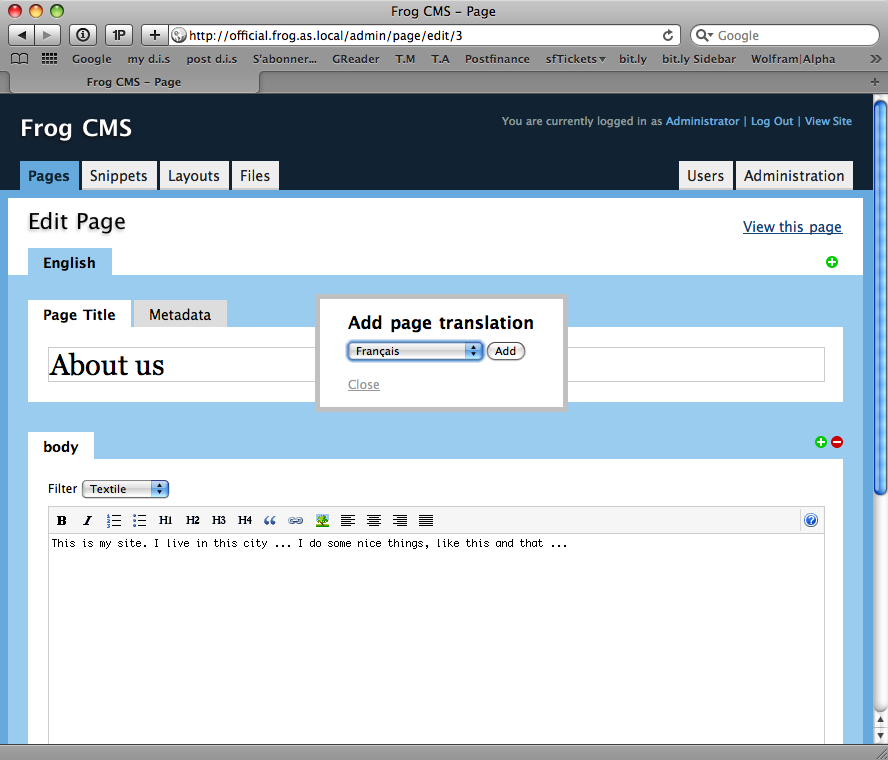 Frog CMS – Page
1P
http://official.frog.as.local/admin/page/edit/3
Google
Google my d.i.s post d.i.s S'abonner... GReader T.M T.A Postfinance sfTickets bit.ly bit.ly Sidebar Wolfram|Alpha
Frog CMS – Page
Frog CMS
You are currently logged in as Administrator | Log Out | View Site
Pages Snippets Layouts Files Users Administration
Edit Page
View this page
English
Page Title Metadata
Add page translation
Français Add
About us
Close
body
Filter Textile
B I H1 H2 H3 H4
This is my site. I live in this city ... I do some nice things, like this and that ...